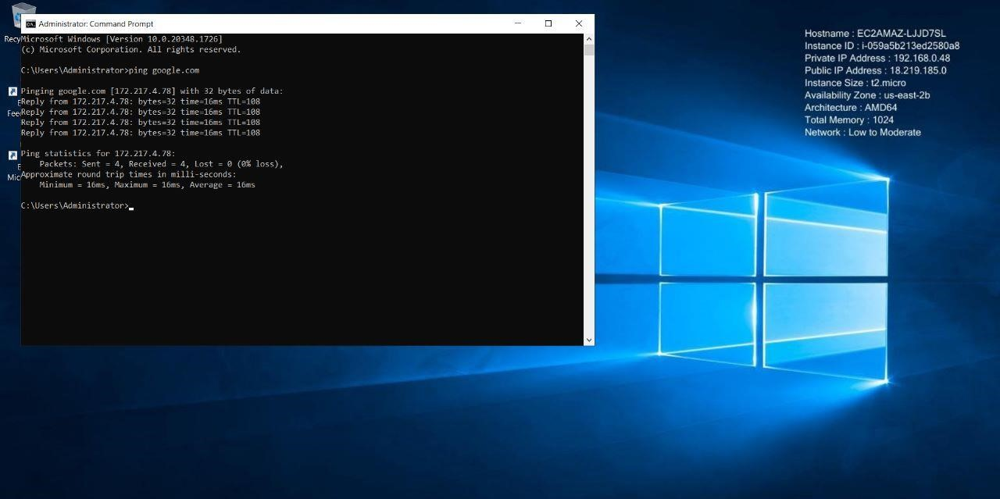 Administrator: Command Prompt
Microsoft Windows [Version 10.0.20348.1726]
(c) Microsoft Corporation. All rights reserved.
C:\Users\Administrator>ping google.com
Pinging google.com [172.217.4.78] with 32 bytes of data:
Reply from 172.217.4.78: bytes=32 time=16ms TTL=108
Reply from 172.217.4.78: bytes=32 time=16ms TTL=108
Reply from 172.217.4.78: bytes=32 time=16ms TTL=108
Reply from 172.217.4.78: bytes=32 time=16ms TTL=108
Ping statistics for 172.217.4.78:
Packets: Sent = 4, Received = 4, Lost = 0 (0% loss),
Approximate round trip times in milli-seconds:
Minimum = 16ms, Maximum = 16ms, Average = 16ms
C:\Users\Administrator>
Recy
E
Feed
E
Mic
Hostname : EC2AMAZ-LJJD7SL
Instance ID : i-059a5b213ed2580a8
Private IP Address : 192.168.0.48
Public IP Address : 18.219.185.0
Instance Size : t2.micro
Availability Zone : us-east-2b
Architecture : AMD64
Total Memory : 1024
Network : Low to Moderate